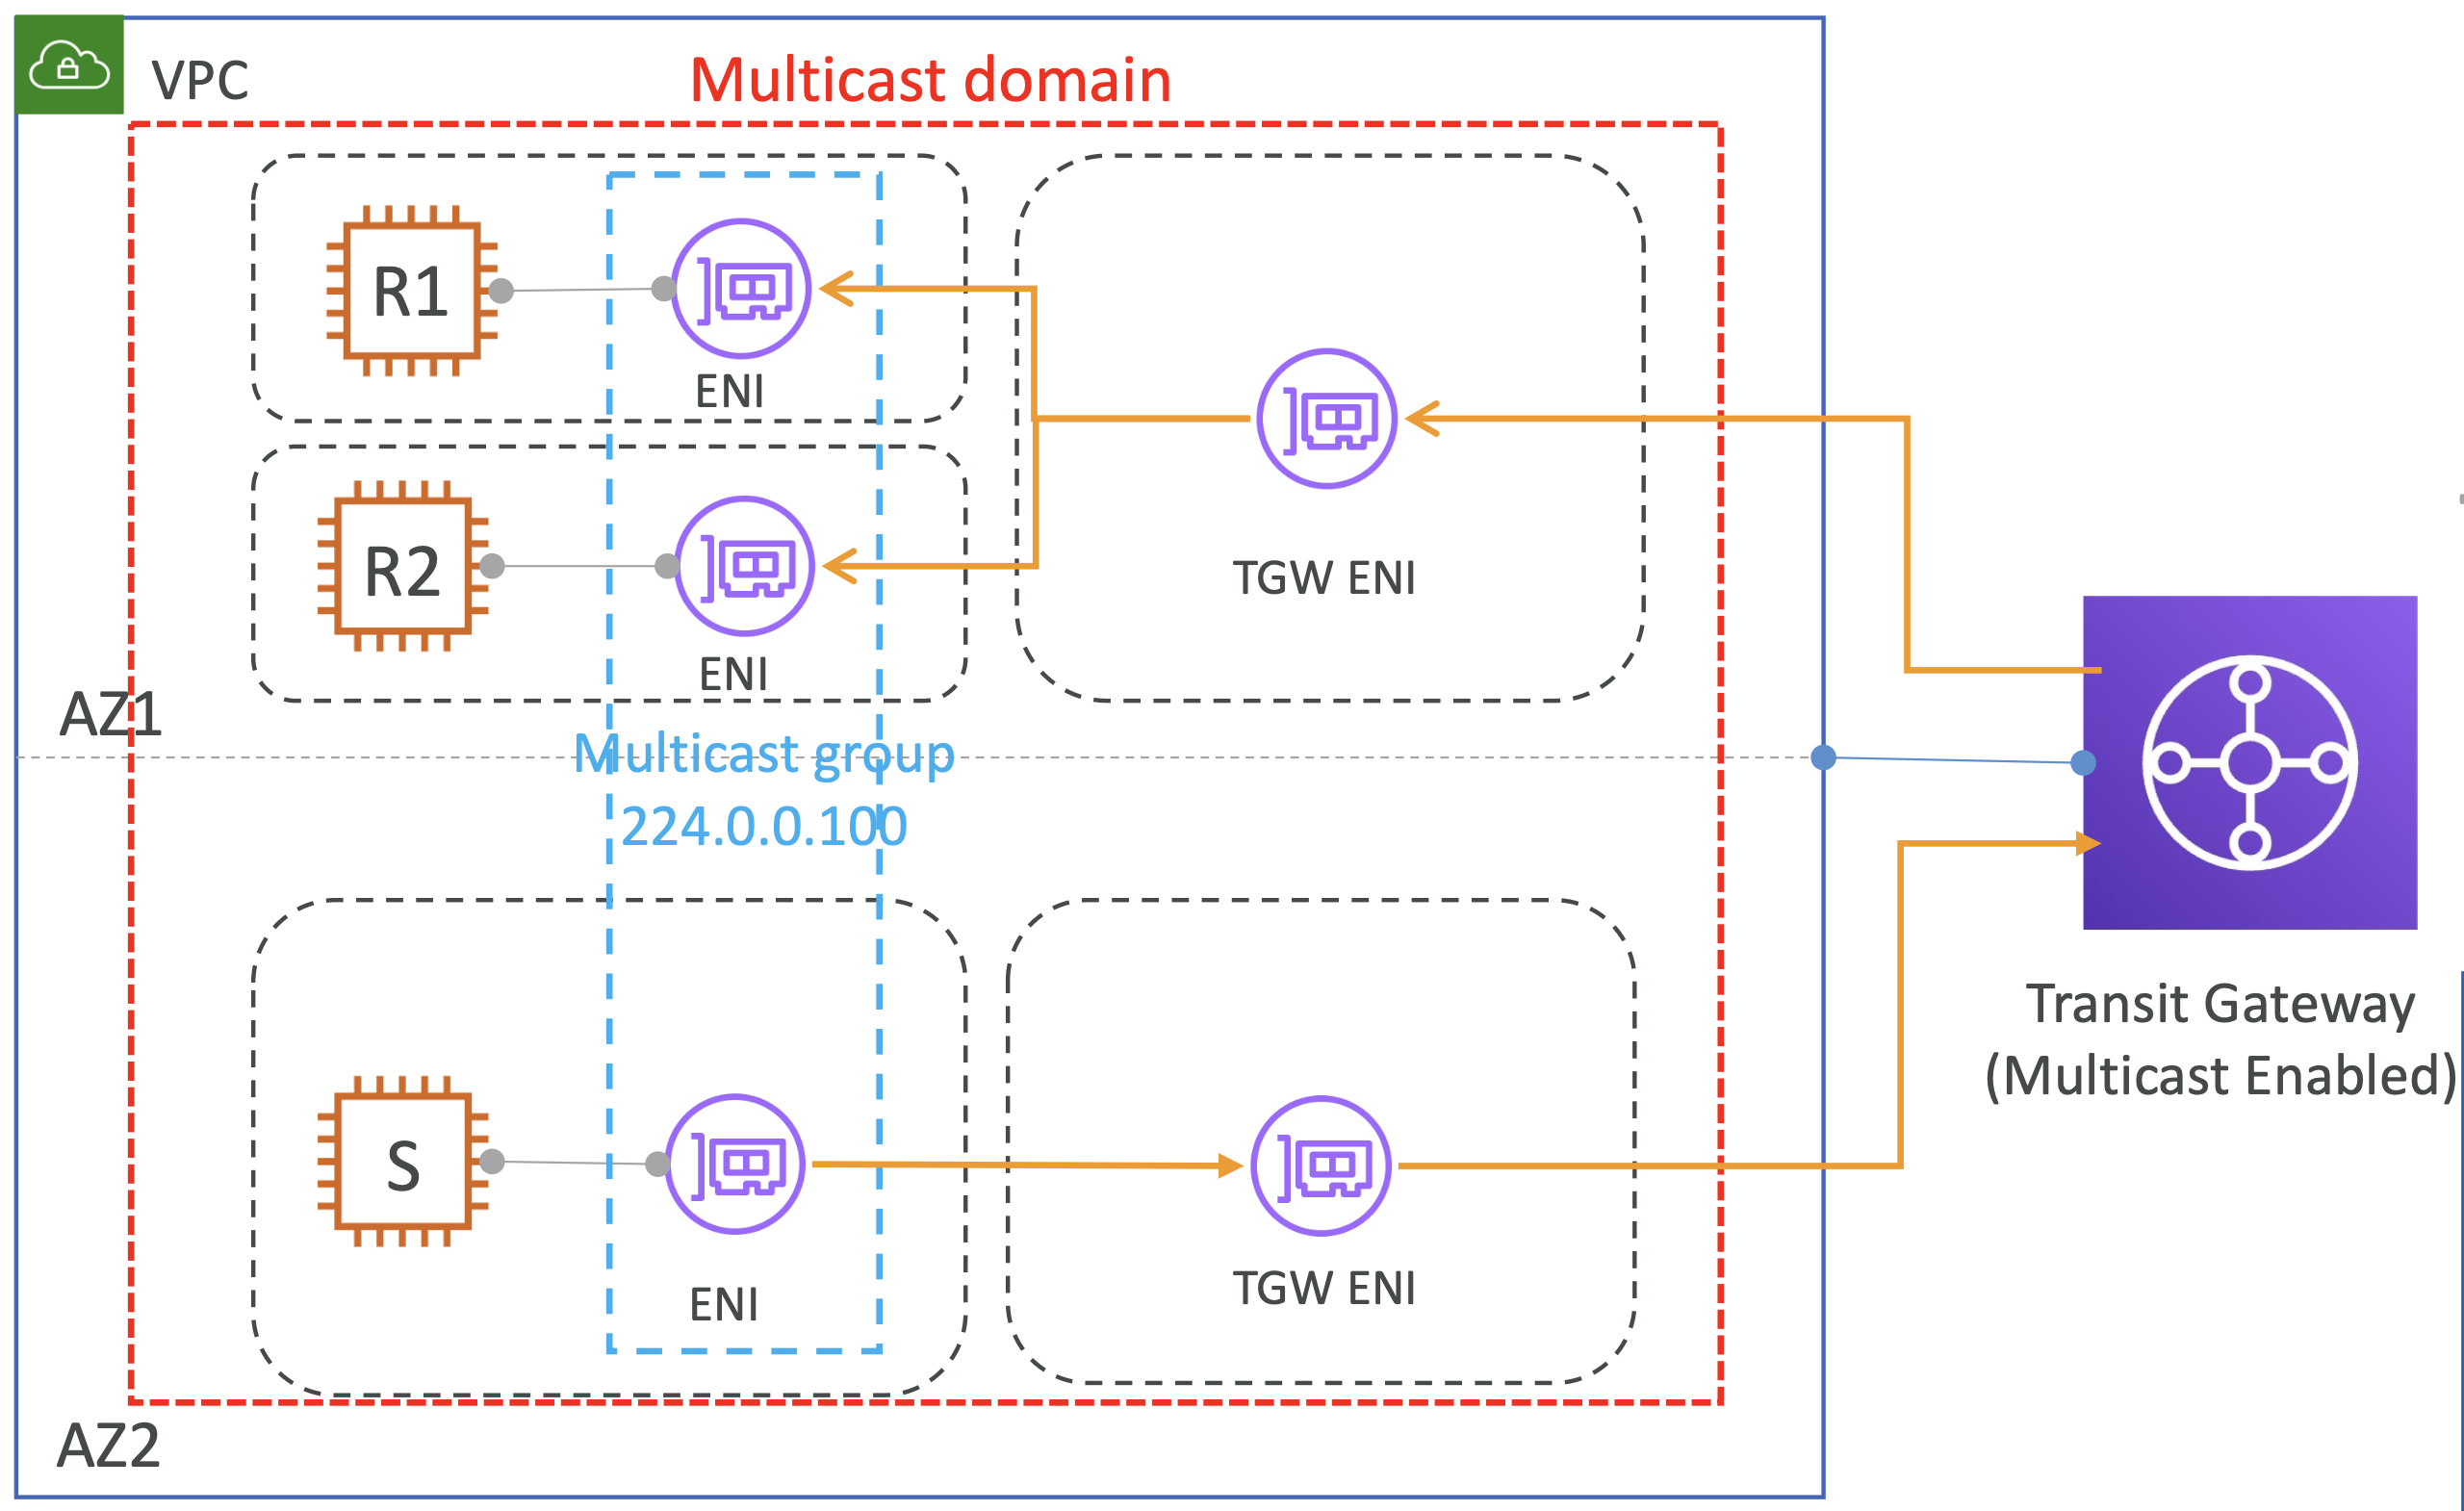 VPC
Multicast domain
R1
ENI
R2
ENI
TGW ENI
AZ1
Multicast group
224.0.0.100
Transit Gateway
(Multicast Enabled)
S
ENI
TGW ENI
AZ2